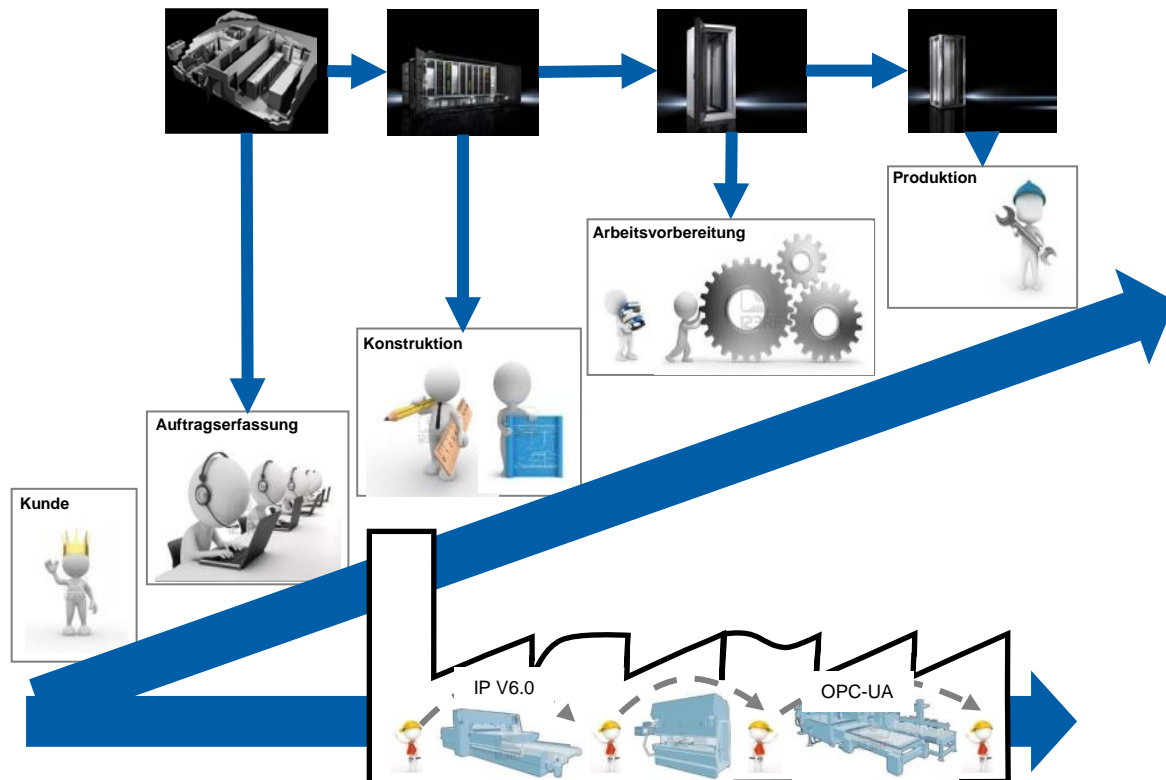 Produktion
Arbeitsvorbereitung
Konstruktion
Auftragserfassung
Kunde
IP V6.0
OPC-UA